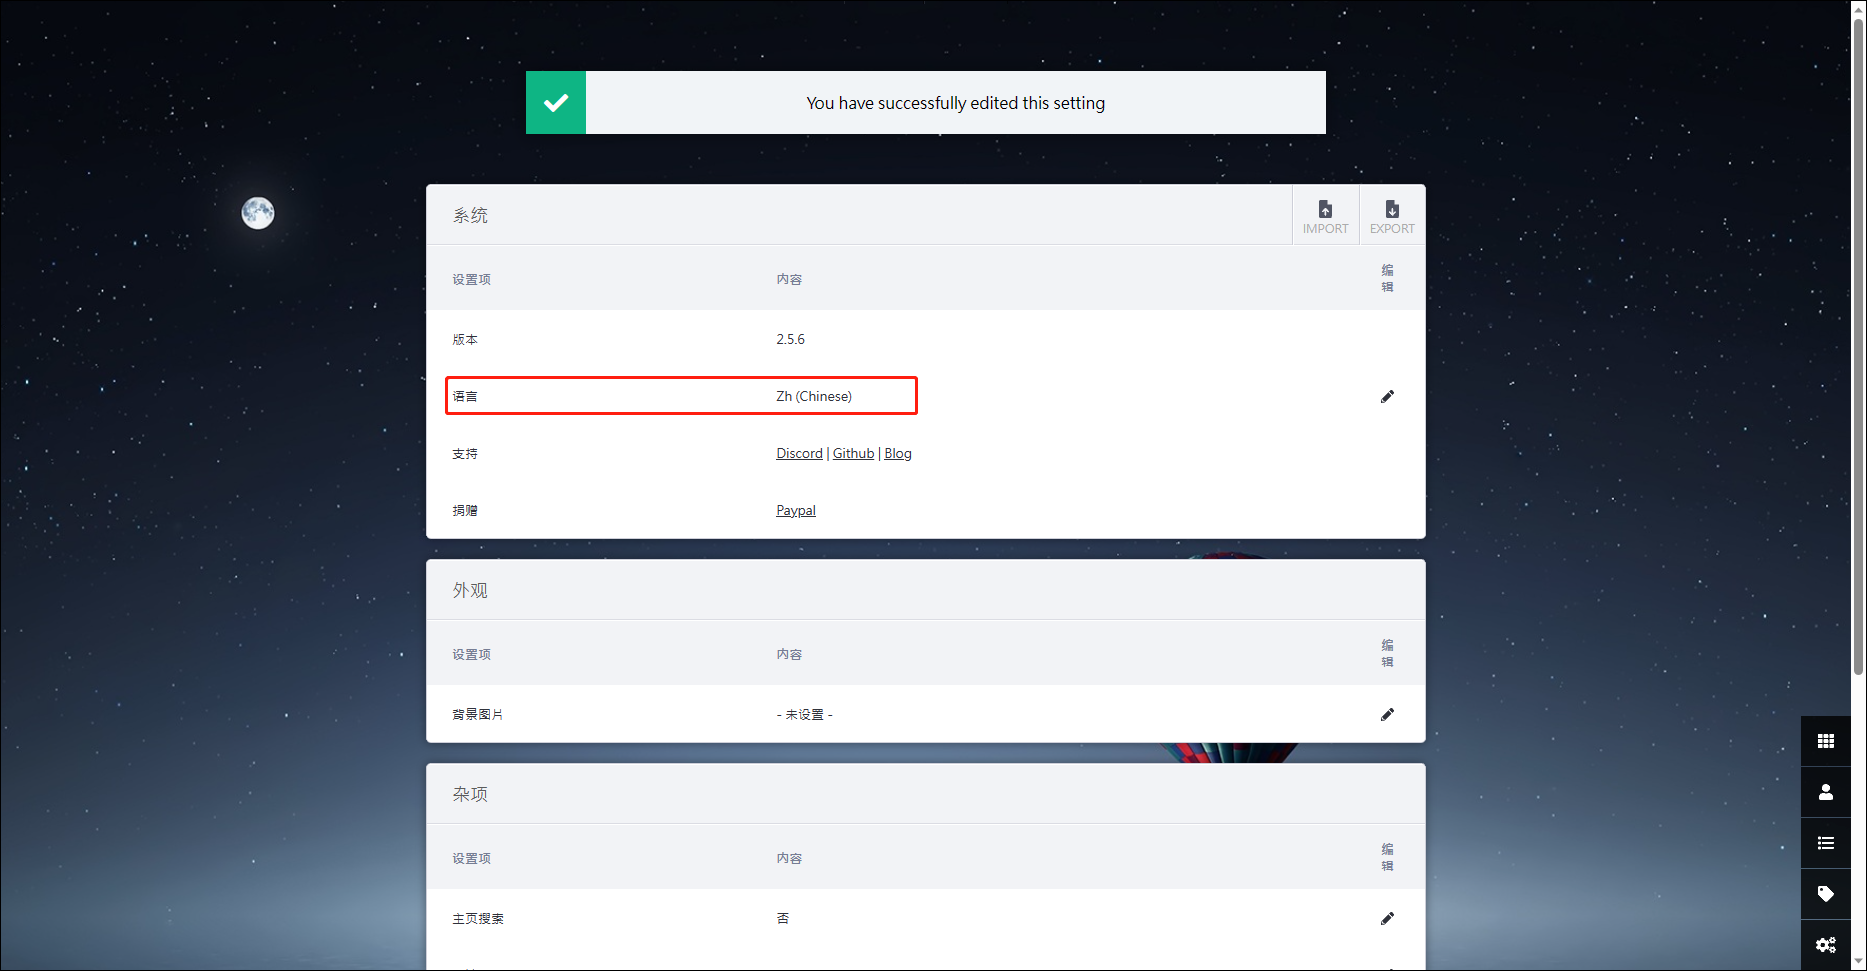 You have successfully edited this setting
系统
IMPORT
EXPORT
设置项 内容 编辑
版本 2.5.6
语言 Zh (Chinese)
支持 Discord | Github | Blog
捐赠 Paypal
外观
设置项 内容 编辑
背景图片 - 未设置 -
杂项
设置项 内容 编辑
主页搜索 否